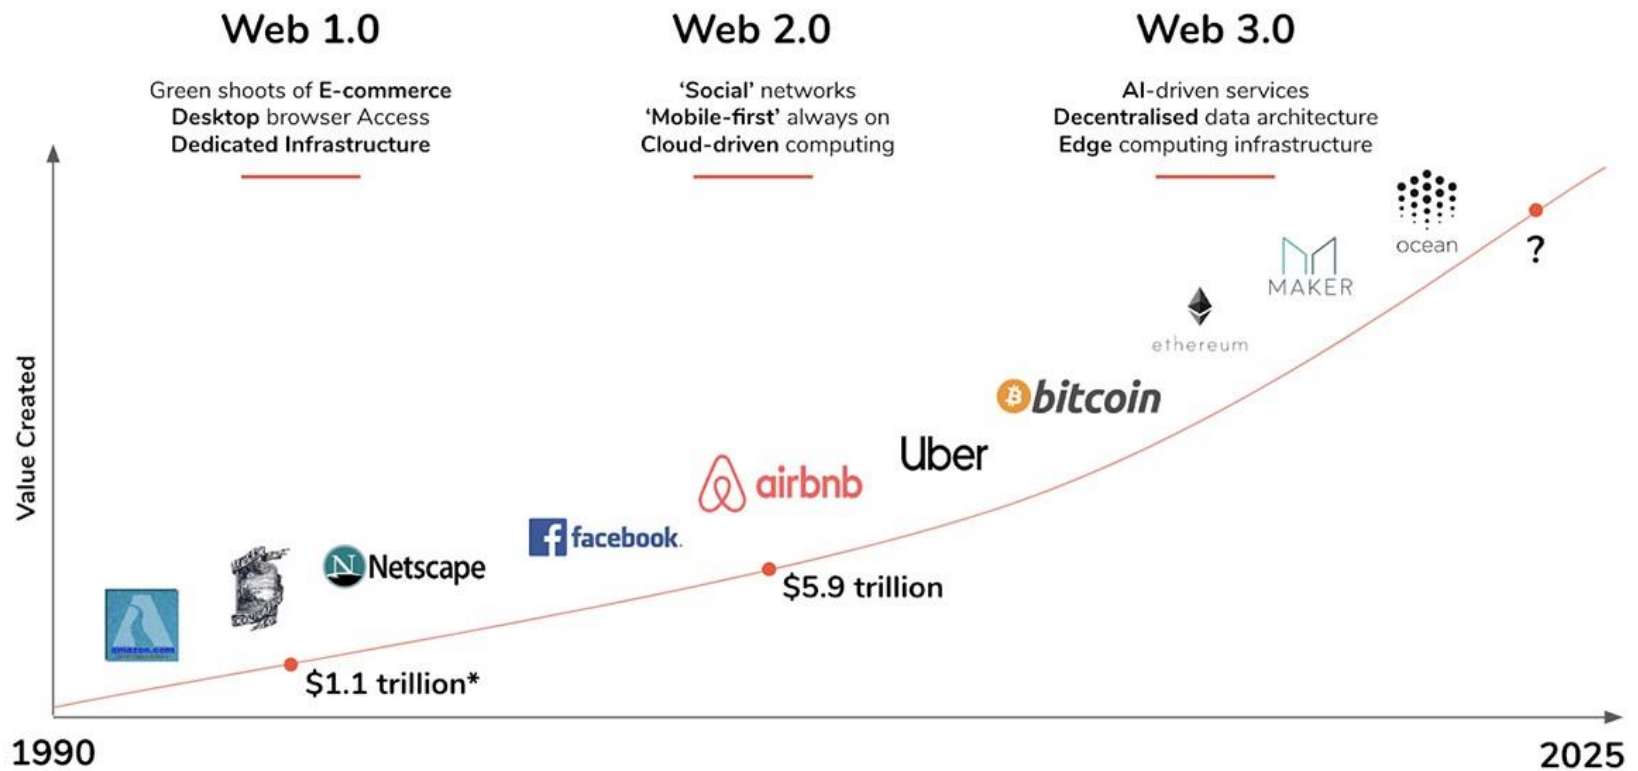 Web 1.0
Green shoots of E-commerce
Desktop browser Access
Dedicated Infrastructure
Web 2.0
‘Social’ networks
‘Mobile-first’ always on
Cloud-driven computing
Web 3.0
AI-driven services
Decentralised data architecture
Edge computing infrastructure
Value Created
amazon.com
Netscape
facebook.
airbnb
Uber
bitcoin
ethereum
MAKER
ocean
$1.1 trillion*
$5.9 trillion
?
1990
2025